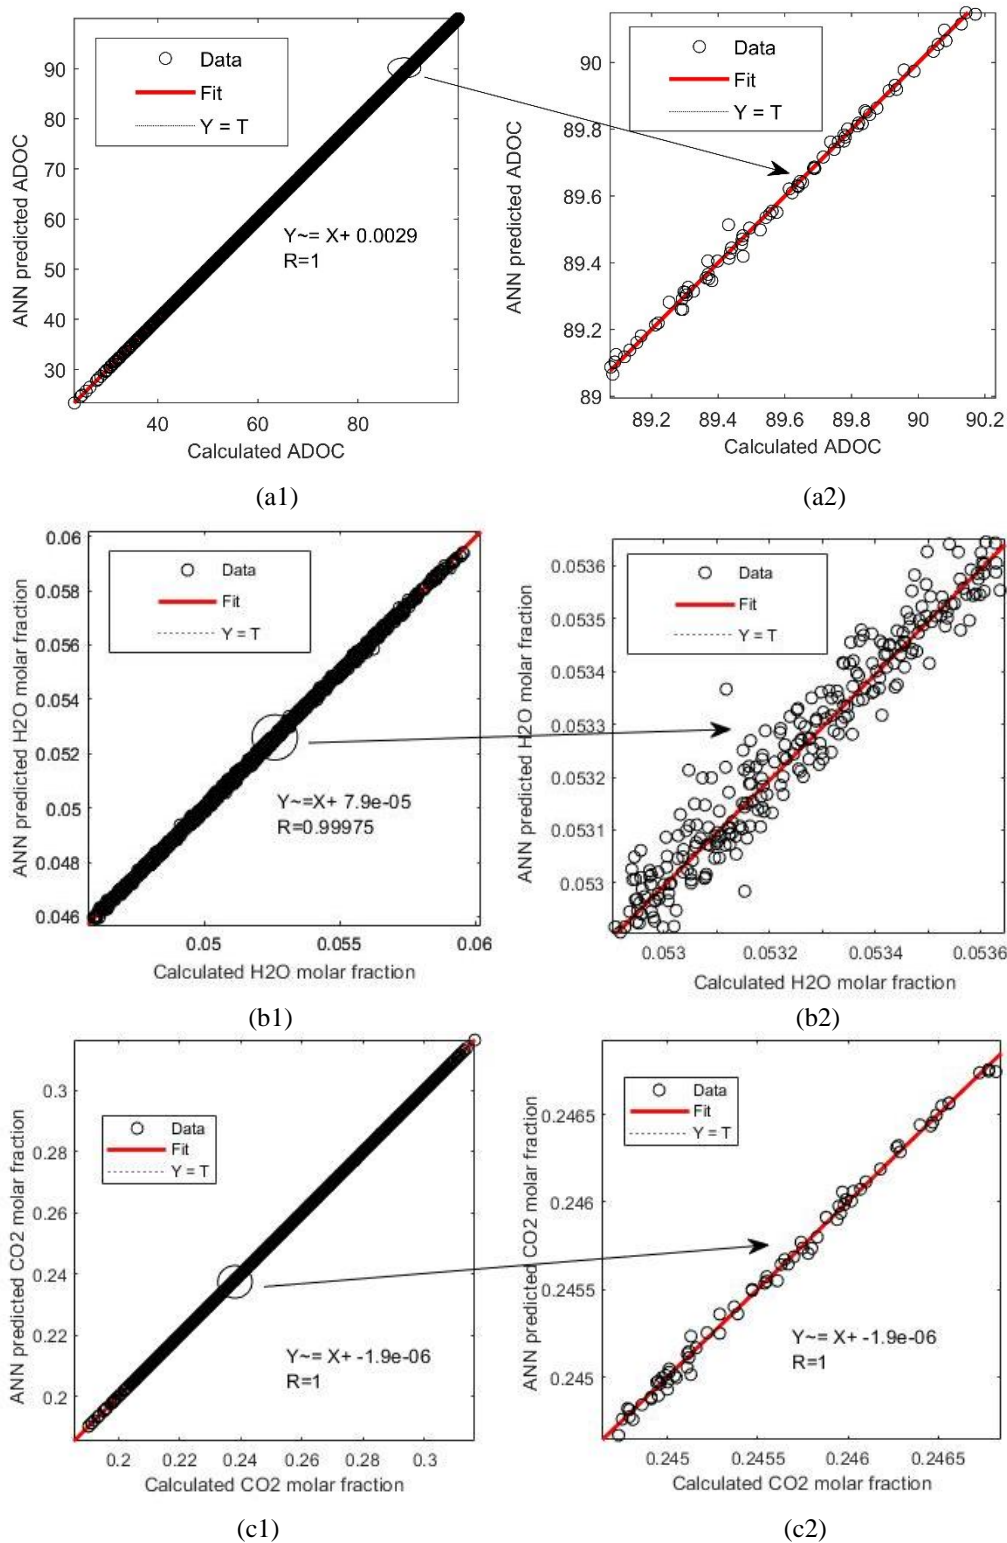 ANN predicted ADOC
90
80
70
60
50
40
30
Data
Fit
Y = T
Y~= X+ 0.0029
R=1
40
60
80
Calculated ADOC
(a1)
ANN predicted ADOC
90
89.8
89.6
89.4
89.2
89
Data
Fit
Y = T
89.2
89.4
89.6
89.8
90
90.2
Calculated ADOC
(a2)
ANN predicted H2O molar fraction
0.06
0.058
0.056
0.054
0.052
0.05
0.048
0.046
Data
Fit
Y = T
Y~=X+ 7.9e-05
R=0.99975
0.05
0.055
0.06
Calculated H2O molar fraction
(b1)
ANN predicted H2O molar fraction
0.0536
0.0535
0.0534
0.0533
0.0532
0.0531
0.053
Data
Fit
Y = T
0.053
0.0532
0.0534
0.0536
Calculated H2O molar fraction
(b2)
ANN predicted CO2 molar fraction
0.3
0.28
0.26
0.24
0.22
0.2
Data
Fit
Y = T
Y~= X+ -1.9e-06
R=1
0.2
0.22
0.24
0.26
0.28
0.3
Calculated CO2 molar fraction
(c1)
ANN predicted CO2 molar fraction
0.2465
0.246
0.2455
0.245
Data
Fit
Y = T
Y~= X+ -1.9e-06
R=1
0.245
0.2455
0.246
0.2465
Calculated CO2 molar fraction
(c2)